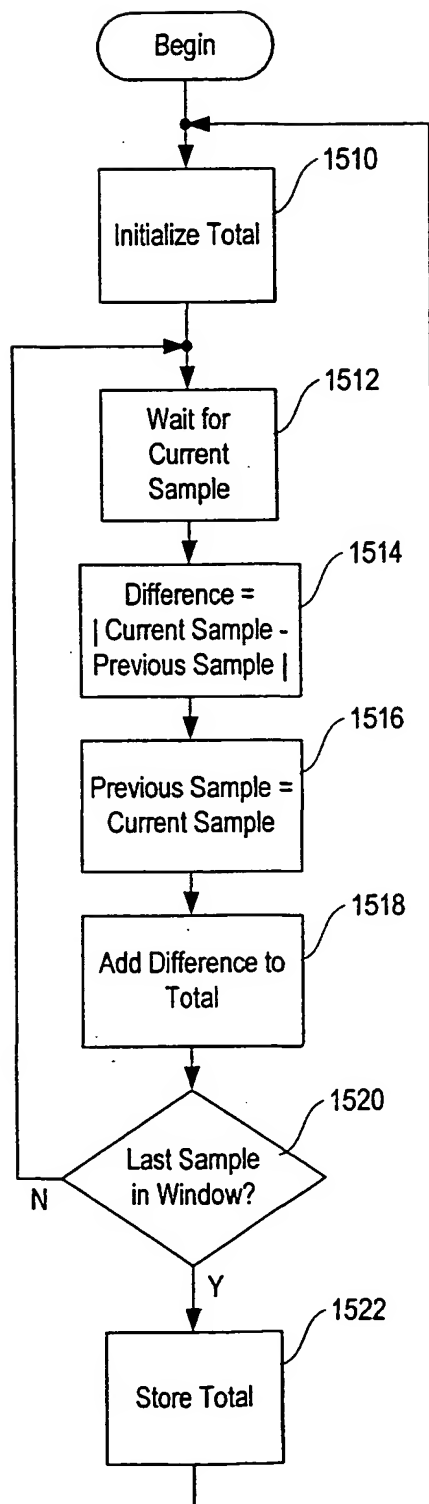 Begin
1510
Initialize Total
1512
Wait for
Current
Sample
1514
Difference =
| Current Sample -
Previous Sample |
1516
Previous Sample =
Current Sample
1518
Add Difference to
Total
1520
Last Sample
in Window?
N
Y
1522
Store Total